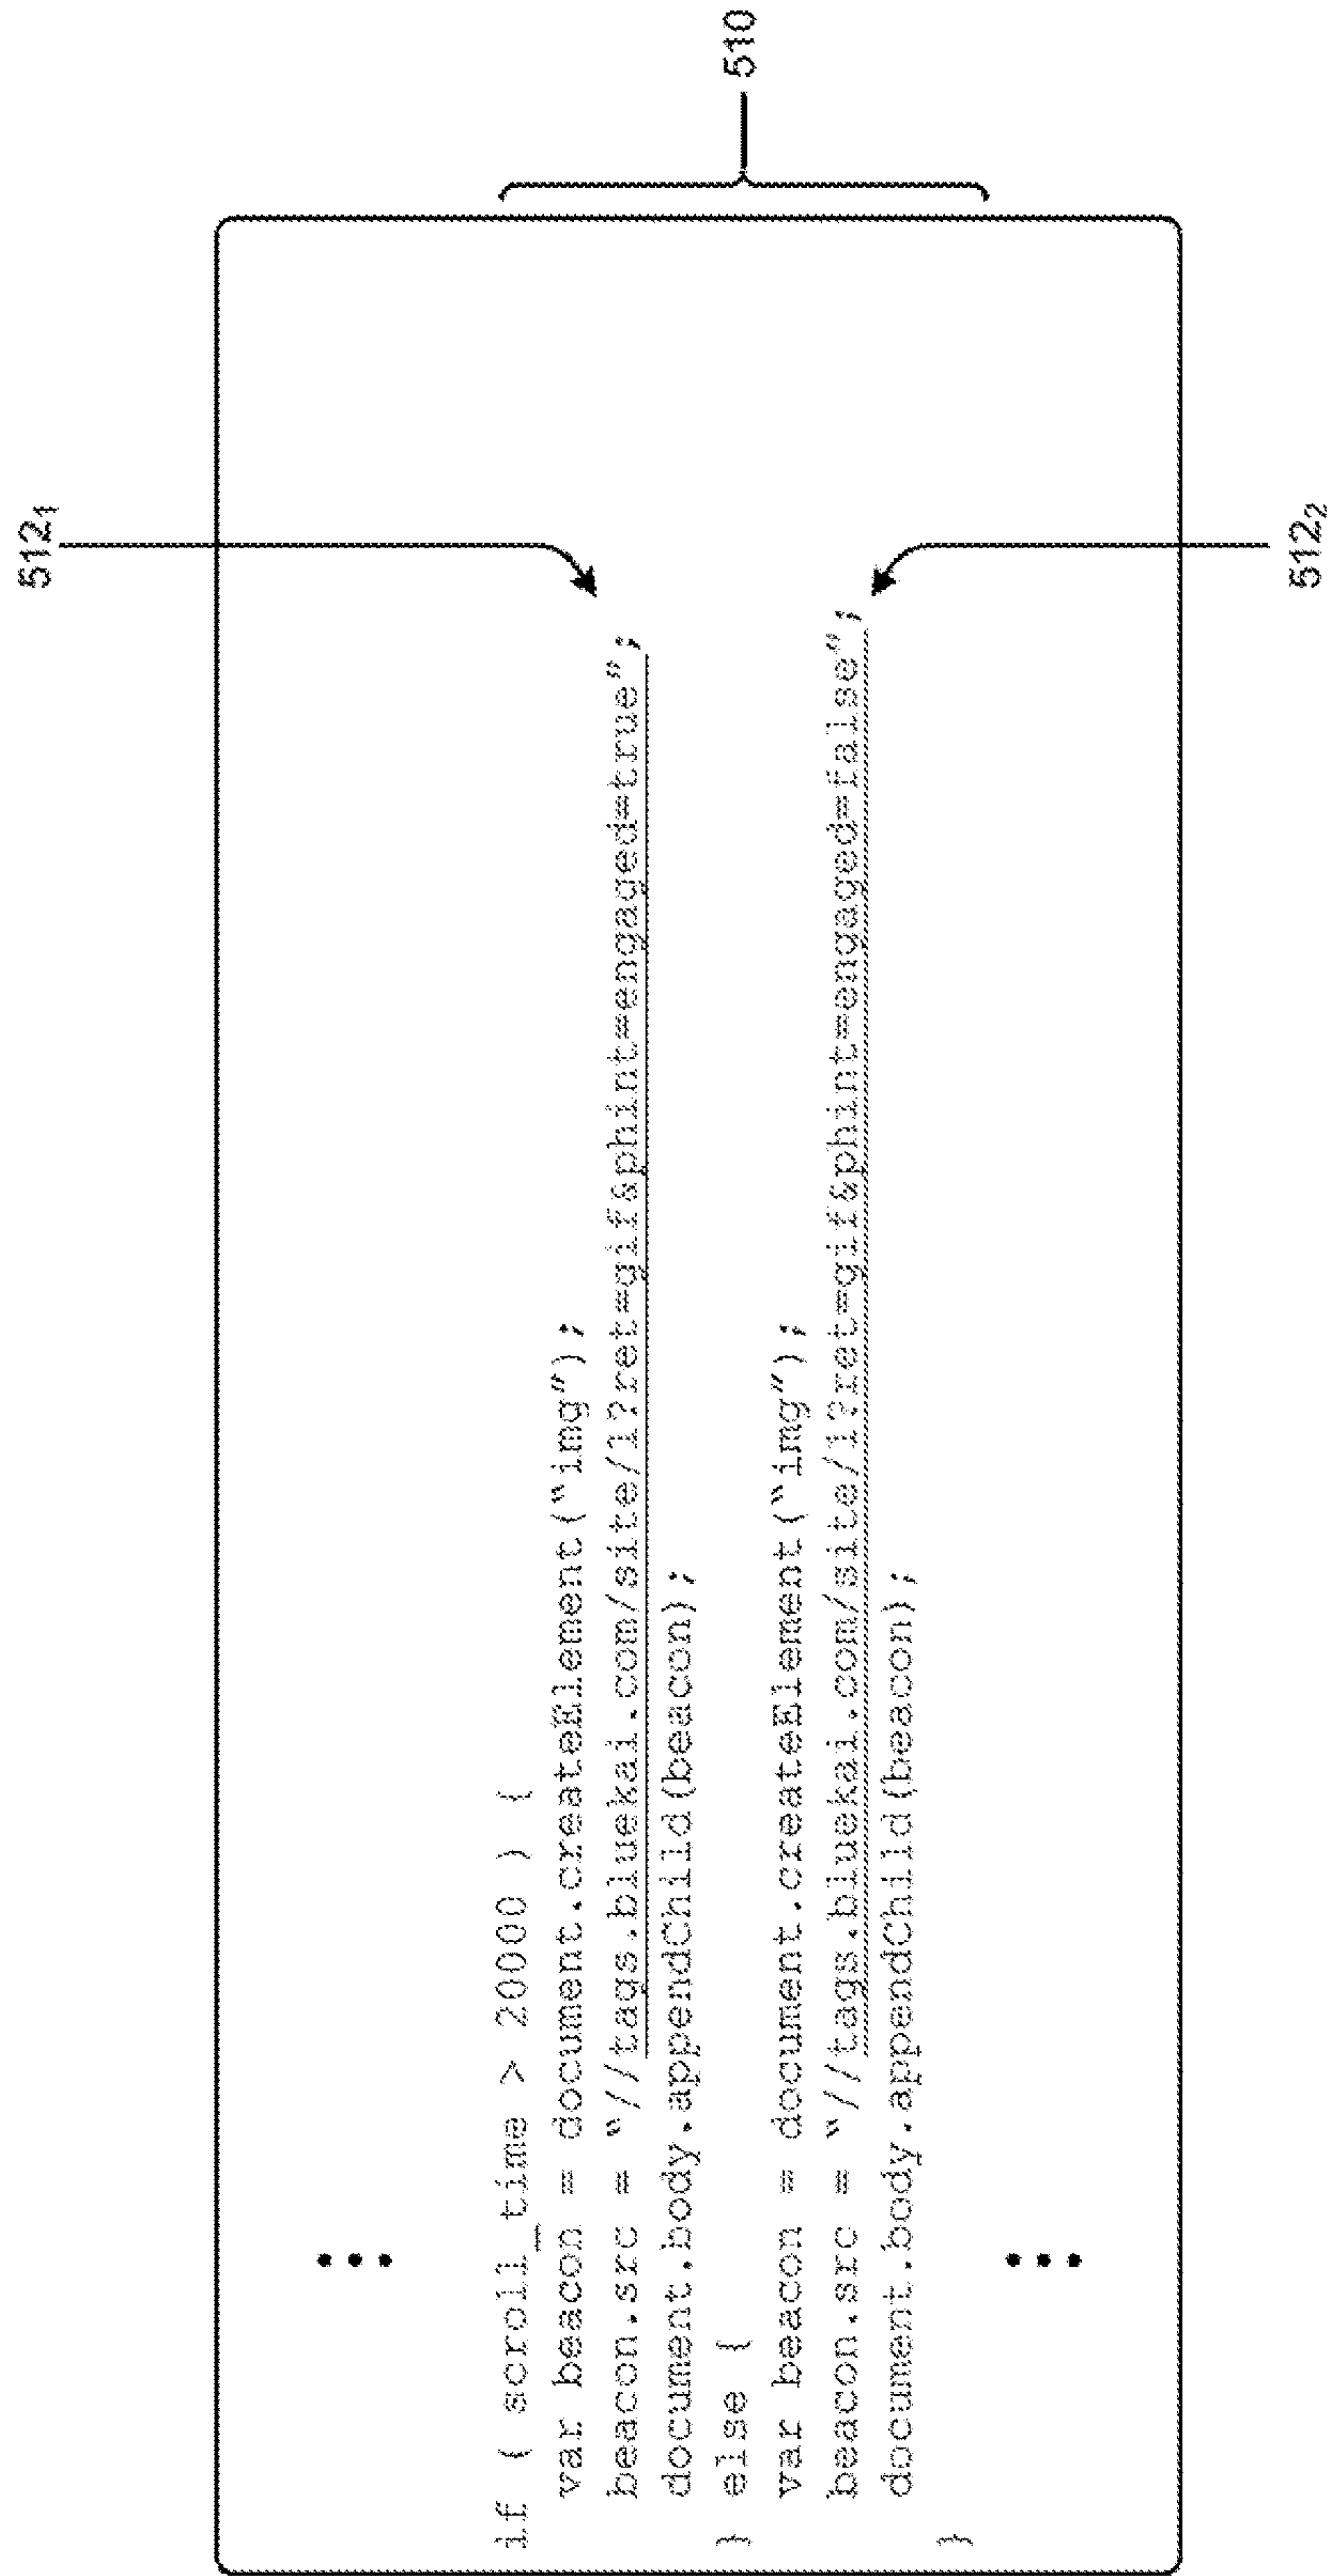 512₁
...
if ( scroll_time > 20000 ) {
var beacon = document.createElement(“img”);
beacon.src = “//tags.bluekai.com/site/1?ret=gif&phint=engaged=true”;
document.body.appendChild(beacon);
} else {
var beacon = document.createElement(“img”);
beacon.src = “//tags.bluekai.com/site/1?ret=gif&phint=engaged=false”;
document.body.appendChild(beacon);
}
...
510
512₂